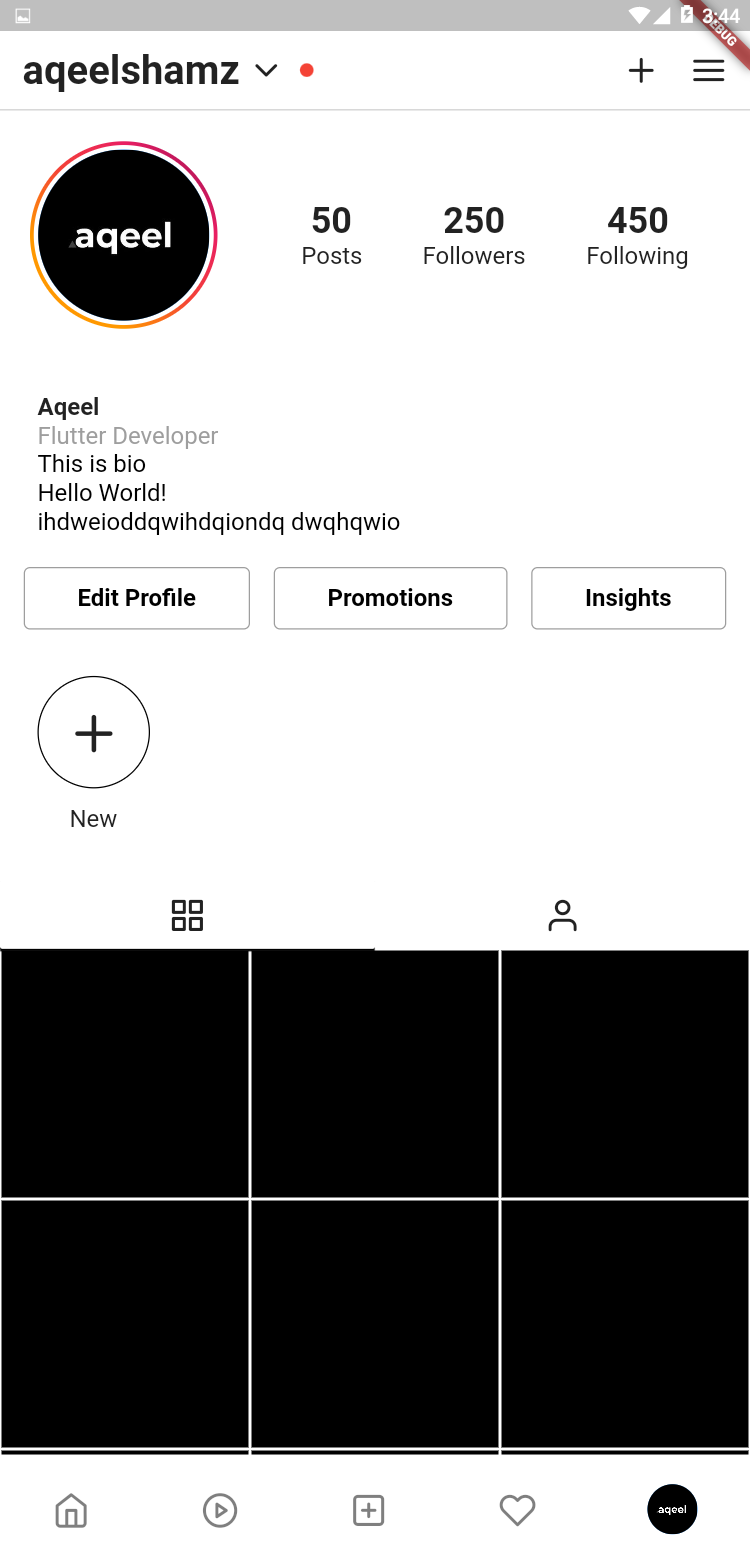 3:44
DEBUG
aqeelshamz
aqeel
50 250 450
Posts Followers Following
Aqeel
Flutter Developer
This is bio
Hello World!
ihdweioddqwihdqiondq dwqhqwio
Edit Profile Promotions Insights
New
aqeel